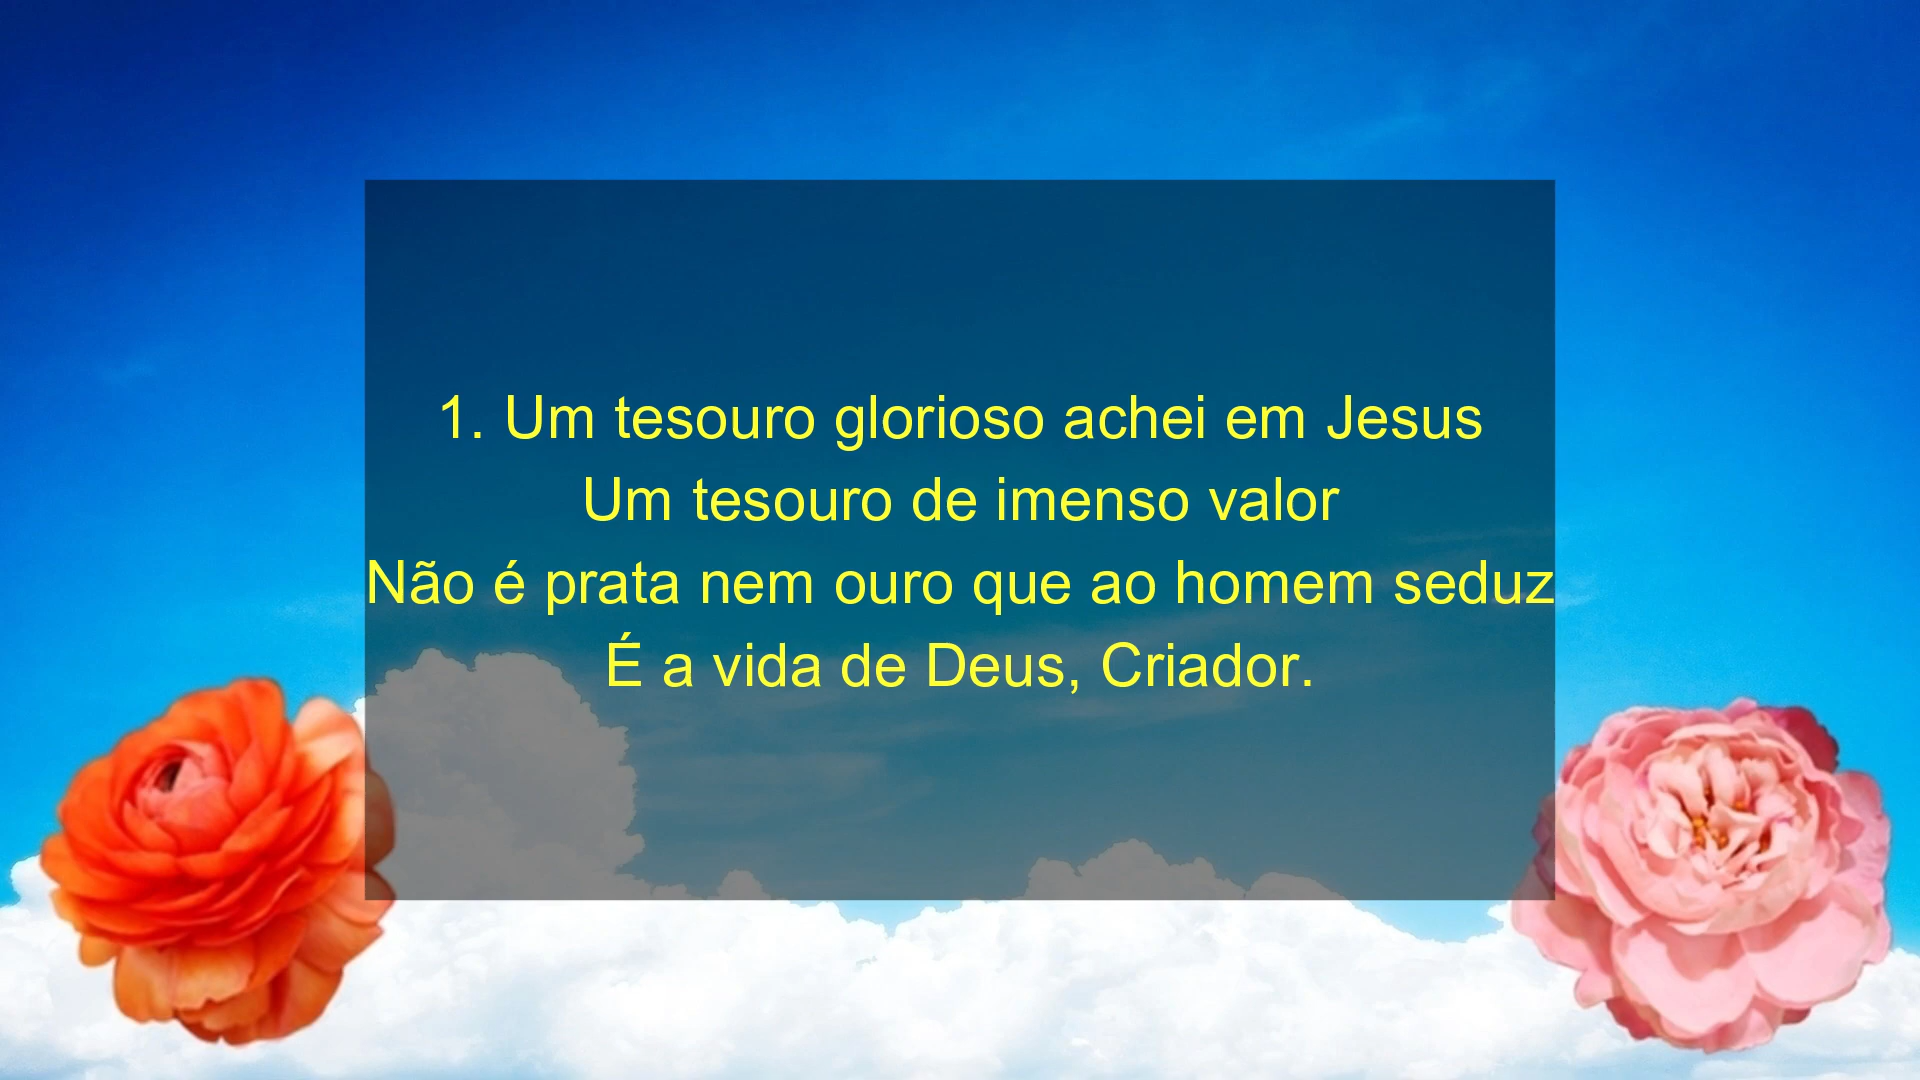 1. Um tesouro glorioso achei em Jesus
Um tesouro de imenso valor
Não é prata nem ouro que ao homem seduz
É a vida de Deus, Criador.